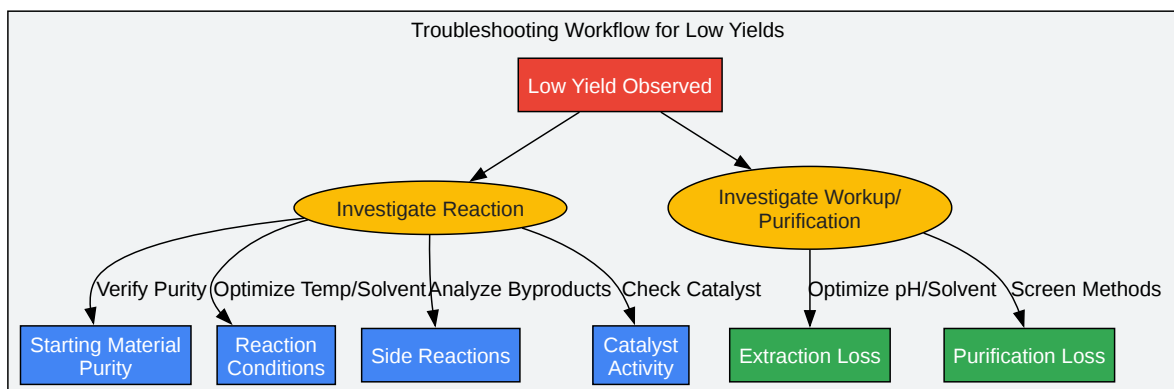 Troubleshooting Workflow for Low Yields
Low Yield Observed
Investigate Reaction
Investigate Workup/
Purification
Verify Purity
Optimize Temp/Solvent
Analyze Byproducts
Check Catalyst
Optimize pH/Solvent
Screen Methods
Starting Material
Purity
Reaction
Conditions
Side Reactions
Catalyst
Activity
Extraction Loss
Purification Loss